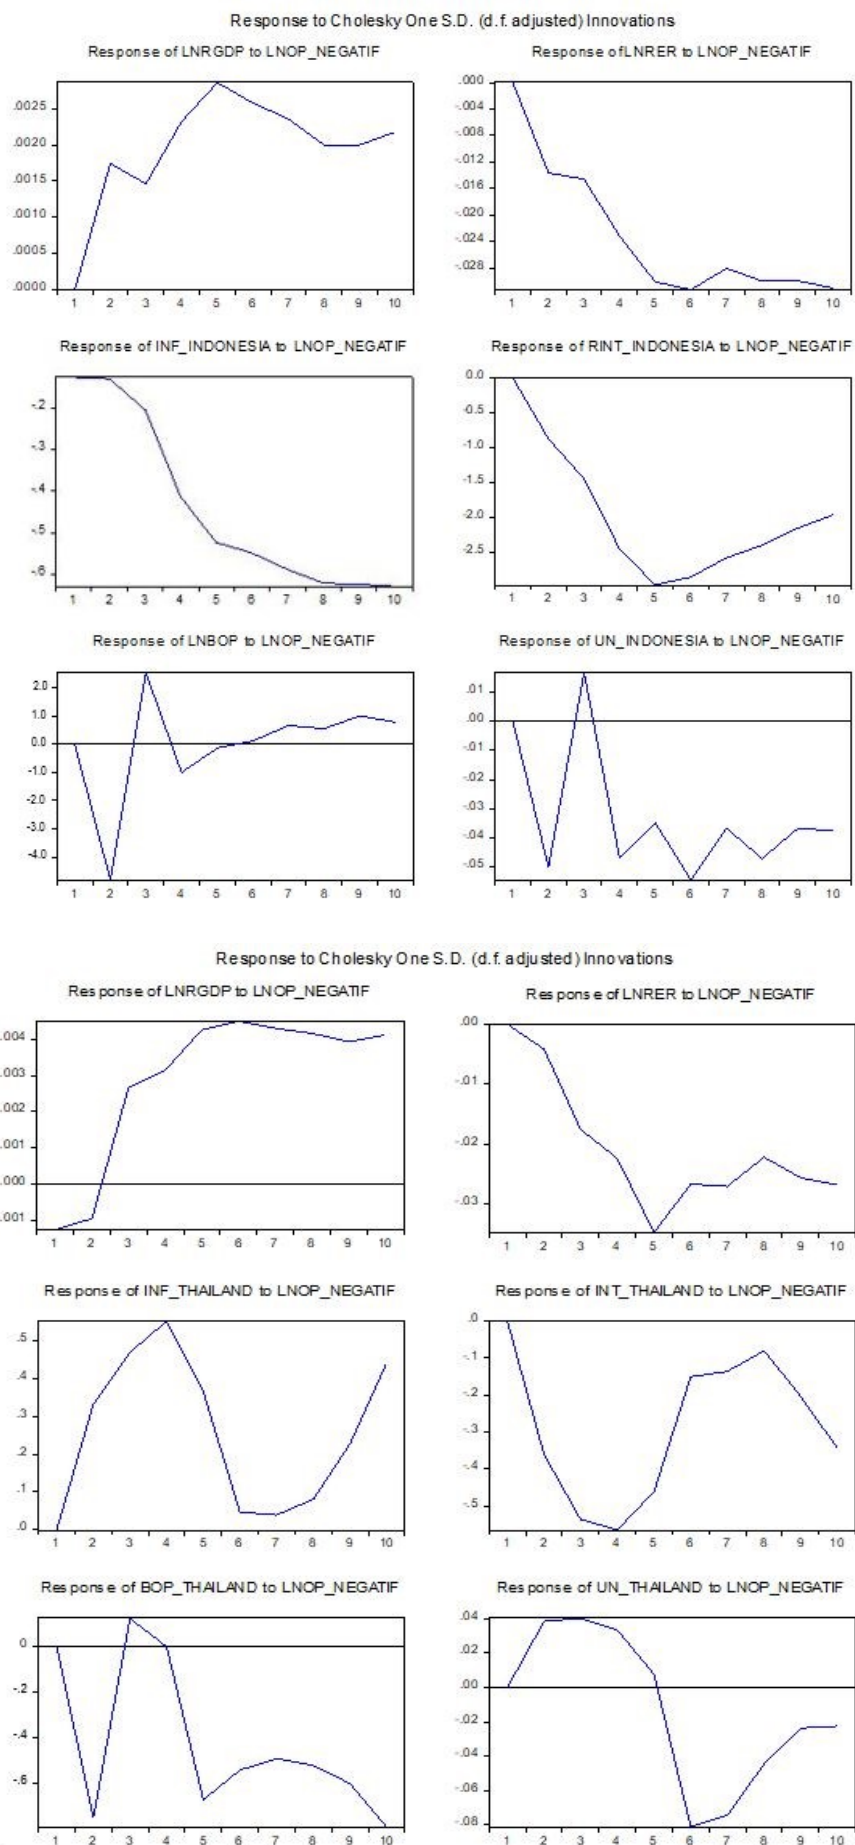 Response to Cholesky One S.D. (d.f. adjusted) Innovations
Response of LNRGDP to LNOP_NEGATIF
.0025
.0020
.0015
.0010
.0005
.0000
1 2 3 4 5 6 7 8 9 10
Response of LNRER to LNOP_NEGATIF
.000
-.004
-.008
-.012
-.016
-.020
-.024
-.028
1 2 3 4 5 6 7 8 9 10
Response of INF_INDONESIA to LNOP_NEGATIF
-.2
-.3
-.4
-.5
-.6
1 2 3 4 5 6 7 8 9 10
Response of RINT_INDONESIA to LNOP_NEGATIF
0.0
-0.5
-1.0
-1.5
-2.0
-2.5
1 2 3 4 5 6 7 8 9 10
Response of LNBOP to LNOP_NEGATIF
2.0
1.0
0.0
-1.0
-2.0
-3.0
-4.0
1 2 3 4 5 6 7 8 9 10
Response of UN_INDONESIA to LNOP_NEGATIF
.01
.00
-.01
-.02
-.03
-.04
-.05
1 2 3 4 5 6 7 8 9 10
Response to Cholesky One S.D. (d.f. adjusted) Innovations
Response of LNRGDP to LNOP_NEGATIF
.004
.003
.002
.001
.000
.001
1 2 3 4 5 6 7 8 9 10
Response of LNRER to LNOP_NEGATIF
.00
-.01
-.02
-.03
1 2 3 4 5 6 7 8 9 10
Response of INF_THAILAND to LNOP_NEGATIF
.5
.4
.3
.2
.1
.0
1 2 3 4 5 6 7 8 9 10
Response of INT_THAILAND to LNOP_NEGATIF
.0
-.1
-.2
-.3
-.4
-.5
1 2 3 4 5 6 7 8 9 10
Response of BOP_THAILAND to LNOP_NEGATIF
0
-.2
-.4
-.6
1 2 3 4 5 6 7 8 9 10
Response of UN_THAILAND to LNOP_NEGATIF
.04
.02
.00
-.02
-.04
-.06
-.08
1 2 3 4 5 6 7 8 9 10